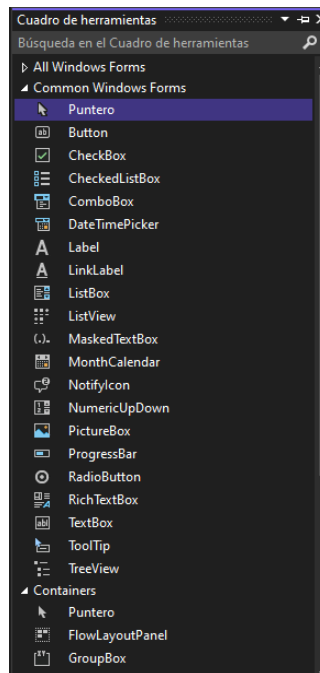 Cuadro de herramientas
Búsqueda en el Cuadro de herramientas
All Windows Forms
Common Windows Forms
Puntero
Button
CheckBox
CheckedListBox
ComboBox
DateTimePicker
Label
LinkLabel
ListBox
ListView
MaskedTextBox
MonthCalendar
NotifyIcon
NumericUpDown
PictureBox
ProgressBar
RadioButton
RichTextBox
TextBox
ToolTip
TreeView
Containers
Puntero
FlowLayoutPanel
GroupBox